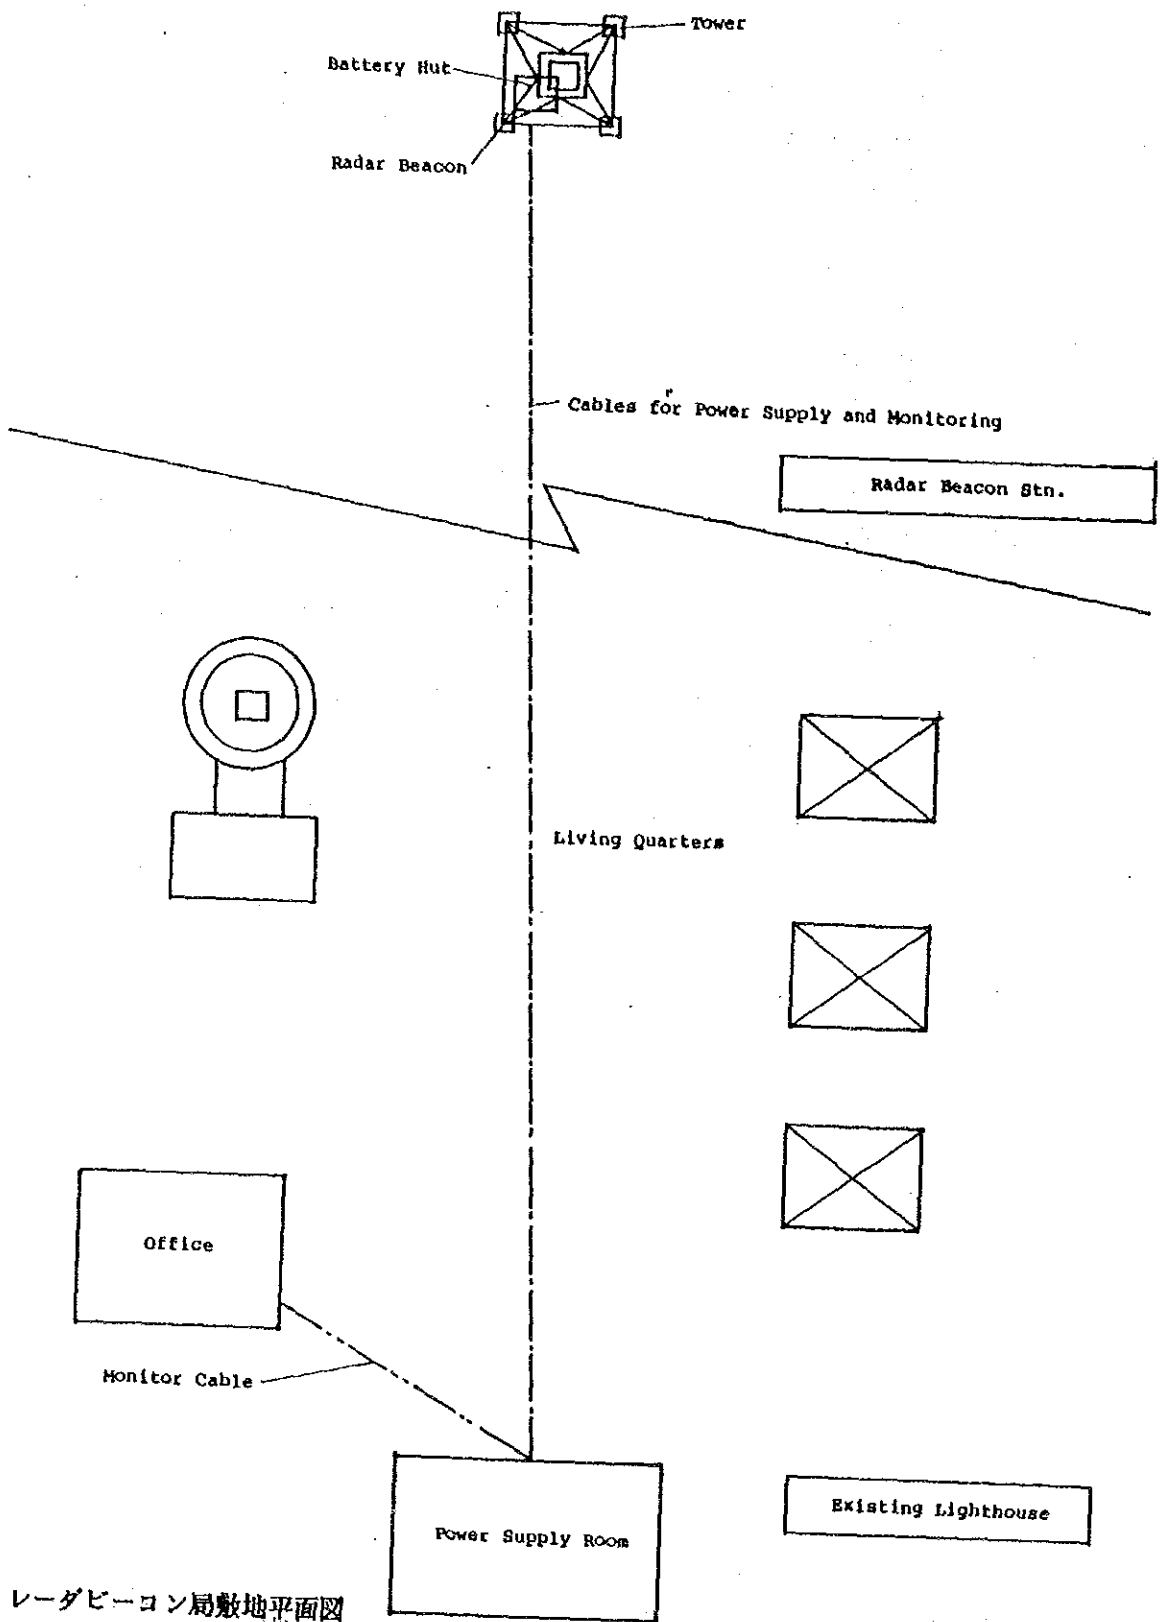 Tower
Battery Hut
Radar Beacon
Cables for Power Supply and Monitoring
Radar Beacon Stn.
Living Quarters
Office
Monitor Cable
Existing Lighthouse
Power Supply Room
レーダビーコン局敷地平面図